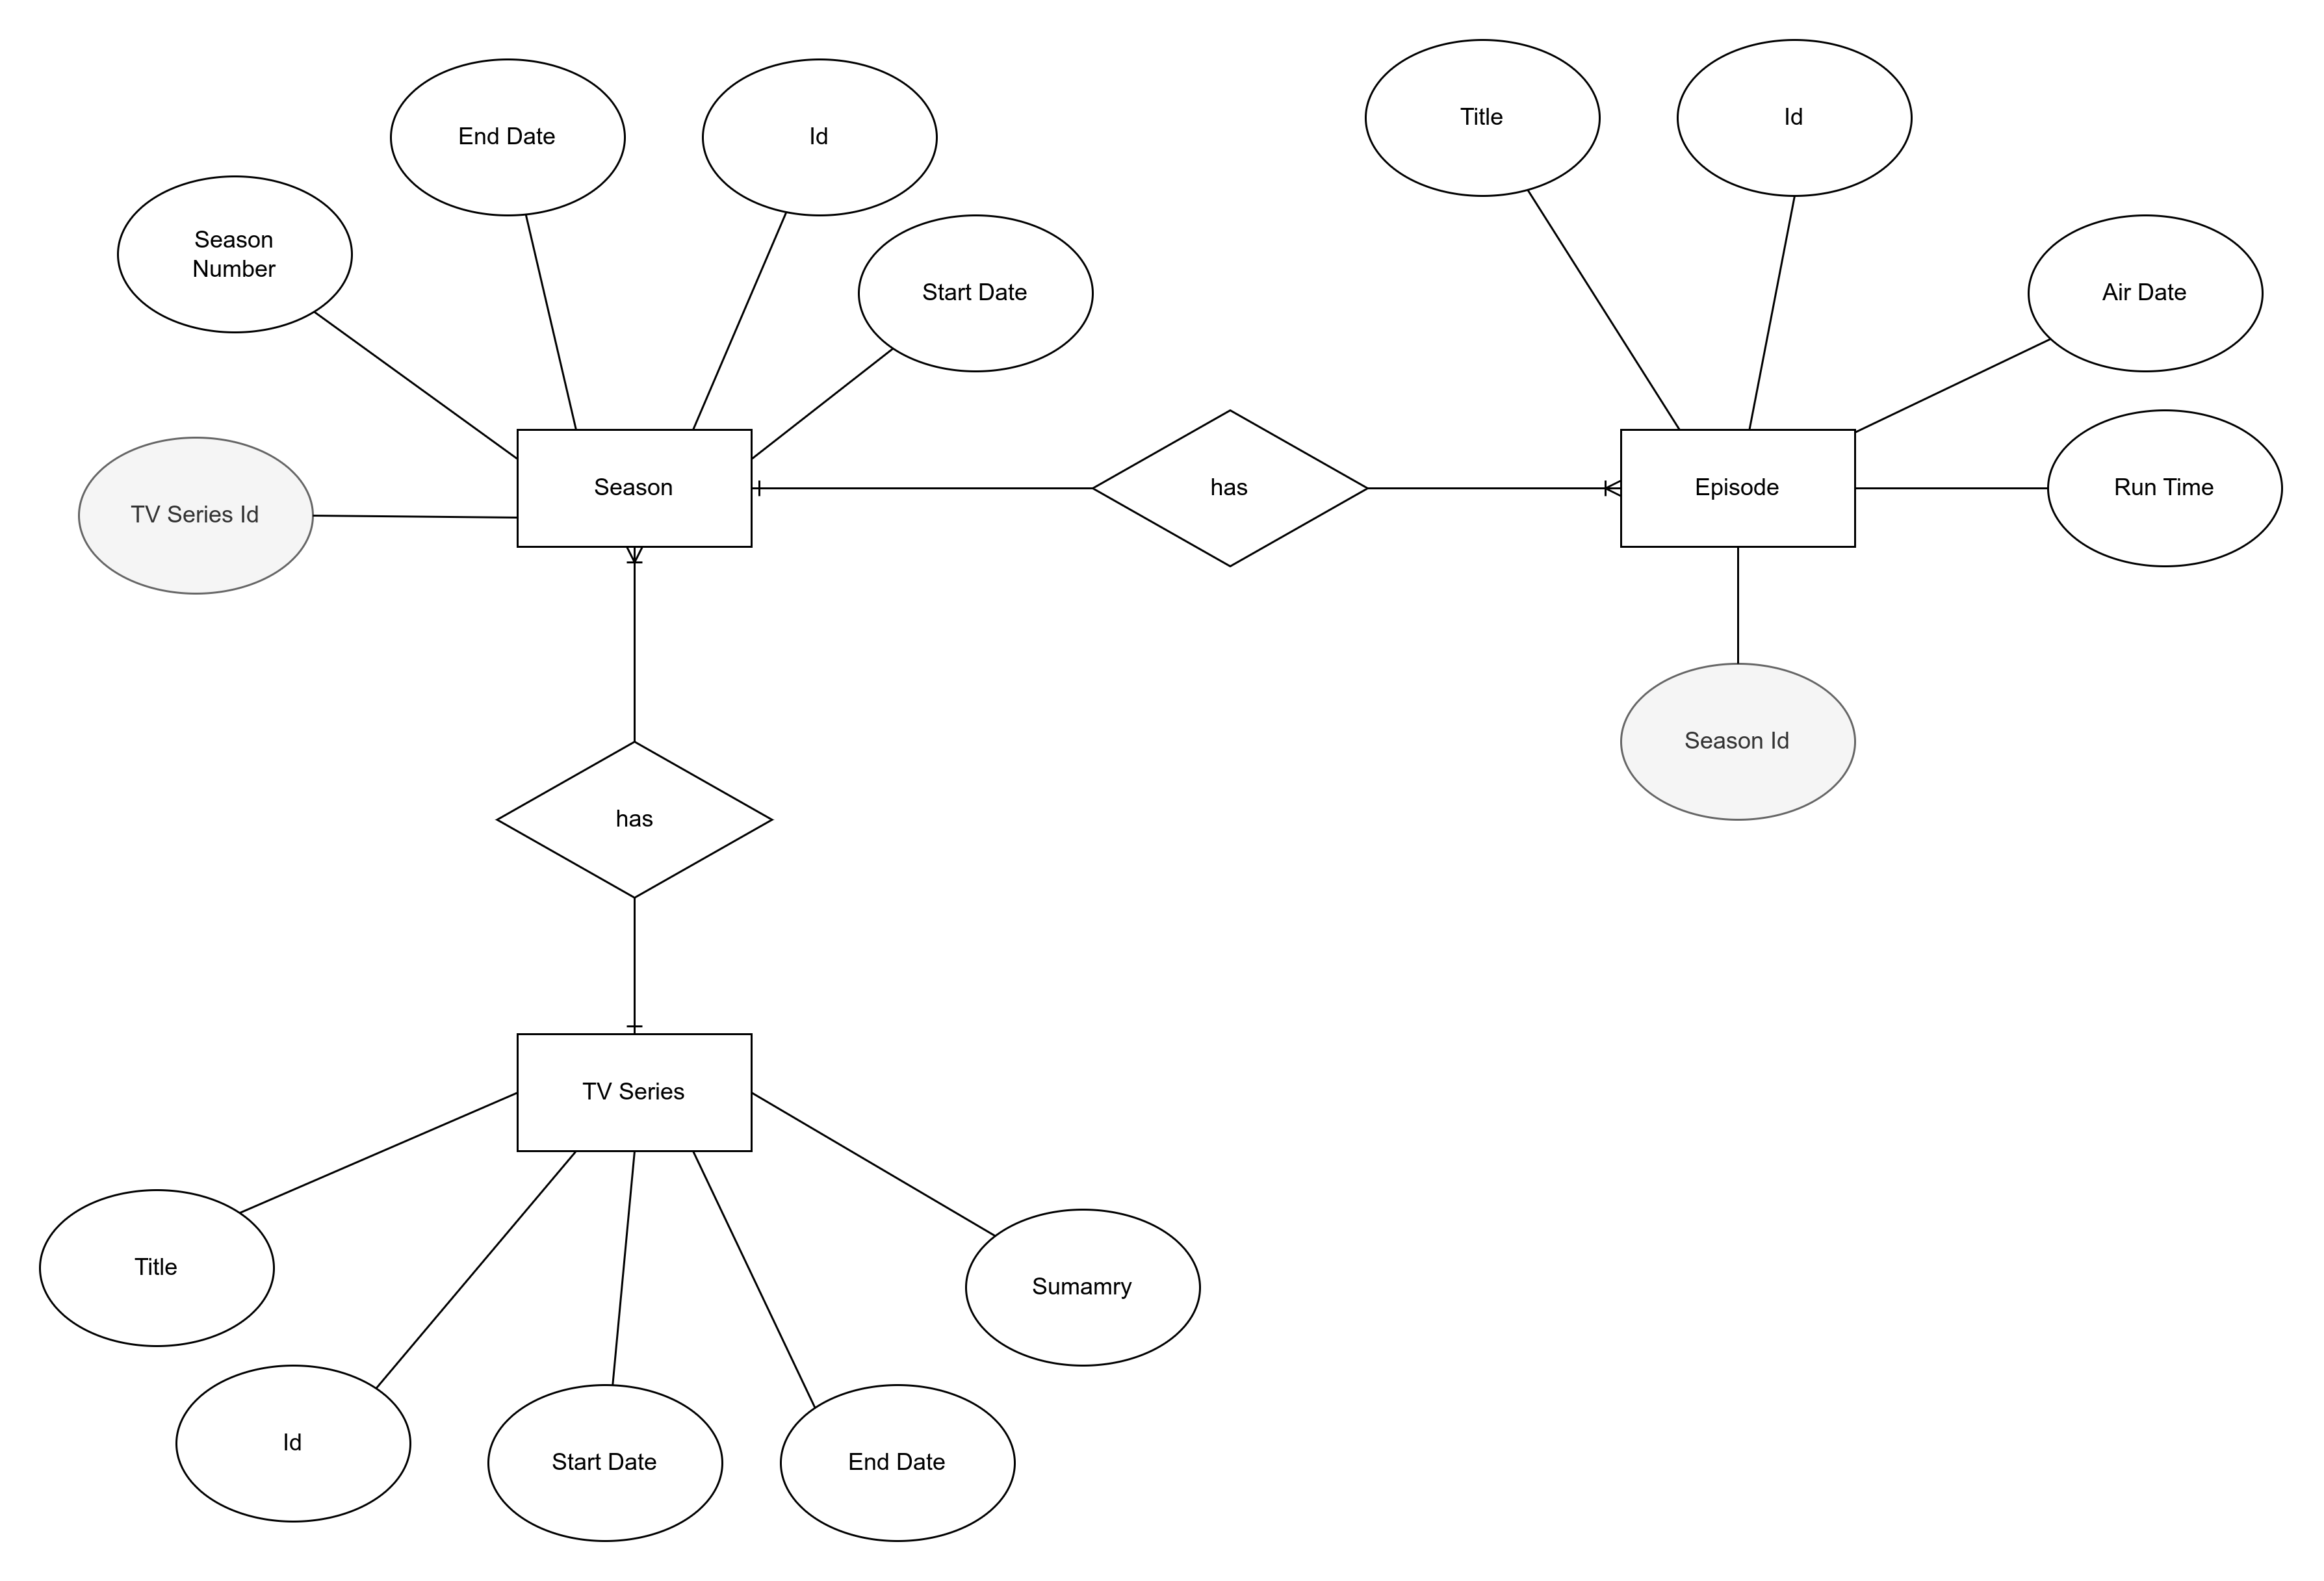 Title
Id
End Date
Id
Season
Number
Start Date
Air Date
Season
has
Episode
Run Time
TV Series Id
Season Id
has
TV Series
Title
Sumamry
Id
Start Date
End Date